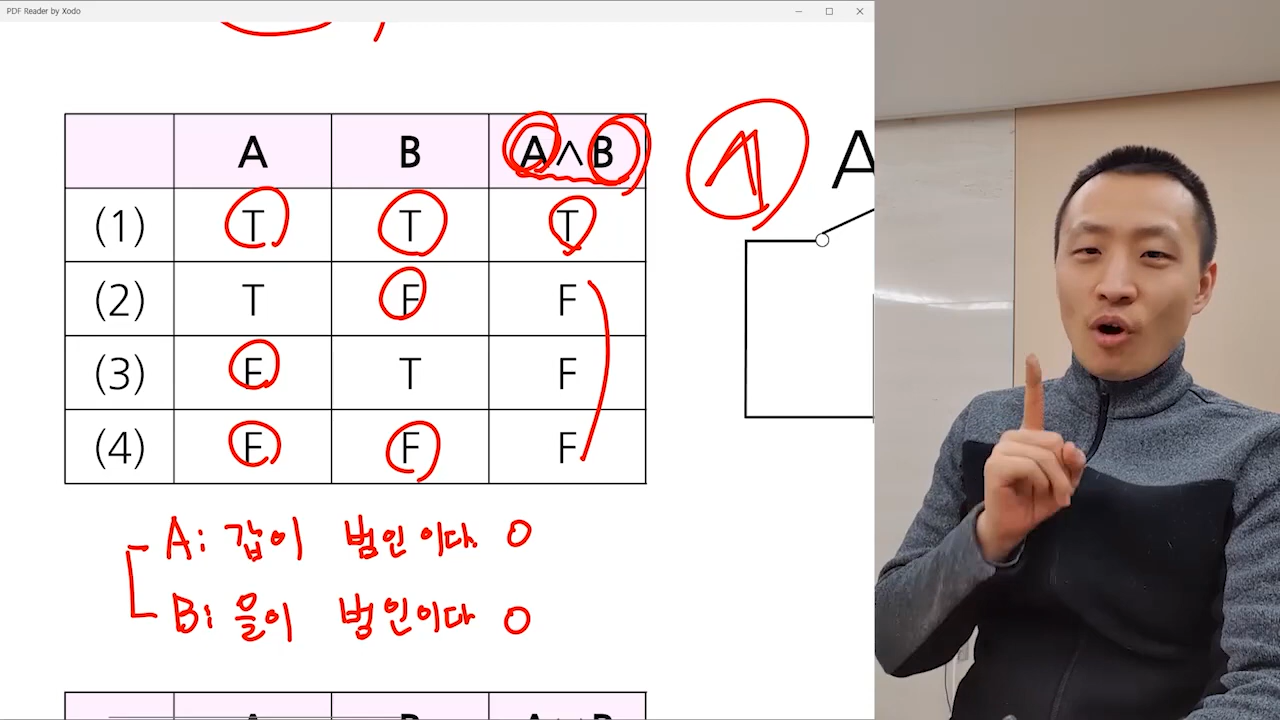 PDF Reader by Xodo
A B A∧B
∧ A
(1) T T T
(2) T F F
(3) F T F
(4) F F F
A: 갑이 범인이다. O
B: 을이 범인이다 O